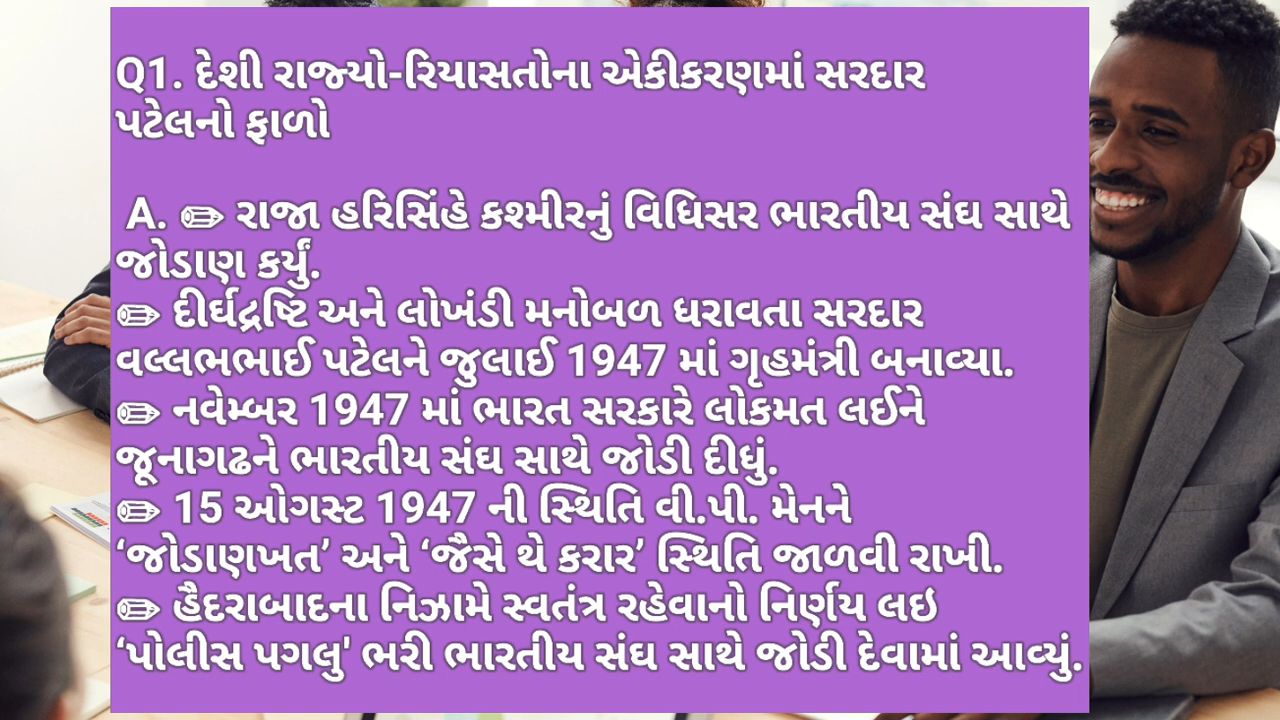 Q1. દેશી રાજ્યો-રિયાસતોના એકીકરણમાં સરદાર
પટેલનો ફાળો
A. ✏ રાજા હરિસિંહે કશ્મીરનું વિધિસર ભારતીય સંઘ સાથે
જોડાણ કર્યું.
✏ દીર્ઘદ્રષ્ટિ અને લોખંડી મનોબળ ધરાવતા સરદાર
વલ્લભભાઈ પટેલને જુલાઈ 1947 માં ગૃહમંત્રી બનાવ્યા.
✏ નવેમ્બર 1947 માં ભારત સરકારે લોકમત લઈને
જૂનાગઢને ભારતીય સંઘ સાથે જોડી દીધું.
✏ 15 ઓગસ્ટ 1947 ની સ્થિતિ વી.પી. મેનને
‘જોડાણખત’ અને ‘જૈસે થે કરાર’ સ્થિતિ જાળવી રાખી.
✏ હૈદરાબાદના નિઝામે સ્વતંત્ર રહેવાનો નિર્ણય લઇ
‘પોલીસ પગલુ' ભરી ભારતીય સંઘ સાથે જોડી દેવામાં આવ્યું.